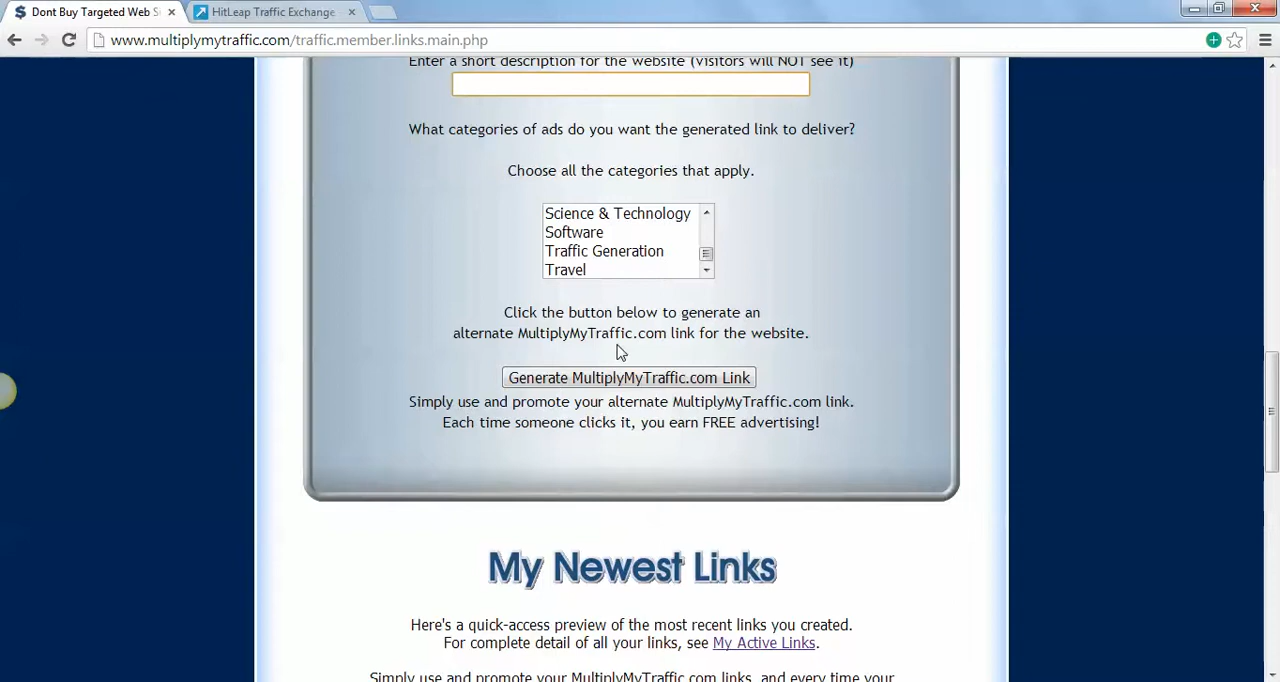 Dont Buy Targeted Web S
HitLeap Traffic Exchange
www.multiplymytraffic.com/traffic.member.links.main.php
Enter a short description for the website (visitors will NOT see it)
What categories of ads do you want the generated link to deliver?
Choose all the categories that apply.
Science & Technology
Software
Traffic Generation
Travel
Click the button below to generate an
alternate MultiplyMyTraffic.com link for the website.
Generate MultiplyMyTraffic.com Link
Simply use and promote your alternate MultiplyMyTraffic.com link.
Each time someone clicks it, you earn FREE advertising!
My Newest Links
Here's a quick-access preview of the most recent links you created.
For complete detail of all your links, see My Active Links.
Simply use and promote your MultiplyMyTraffic.com links, and every time your